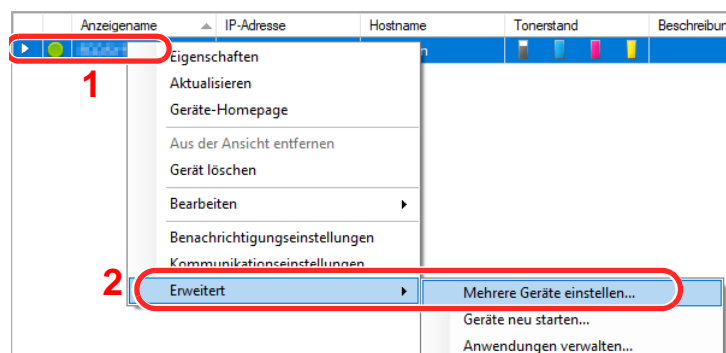 Anzeigename IP-Adresse Hostname Tonerstand
1
Eigenschaften
Aktualisieren
Geräte-Homepage
Aus der Ansicht entfernen
Gerät löschen
Bearbeiten
Benachrichtigungseinstellungen
Kommunikationseinstellungen
2
Erweitert
Mehrere Geräte einstellen...
Geräte neu starten...
Anwendungen verwalten...